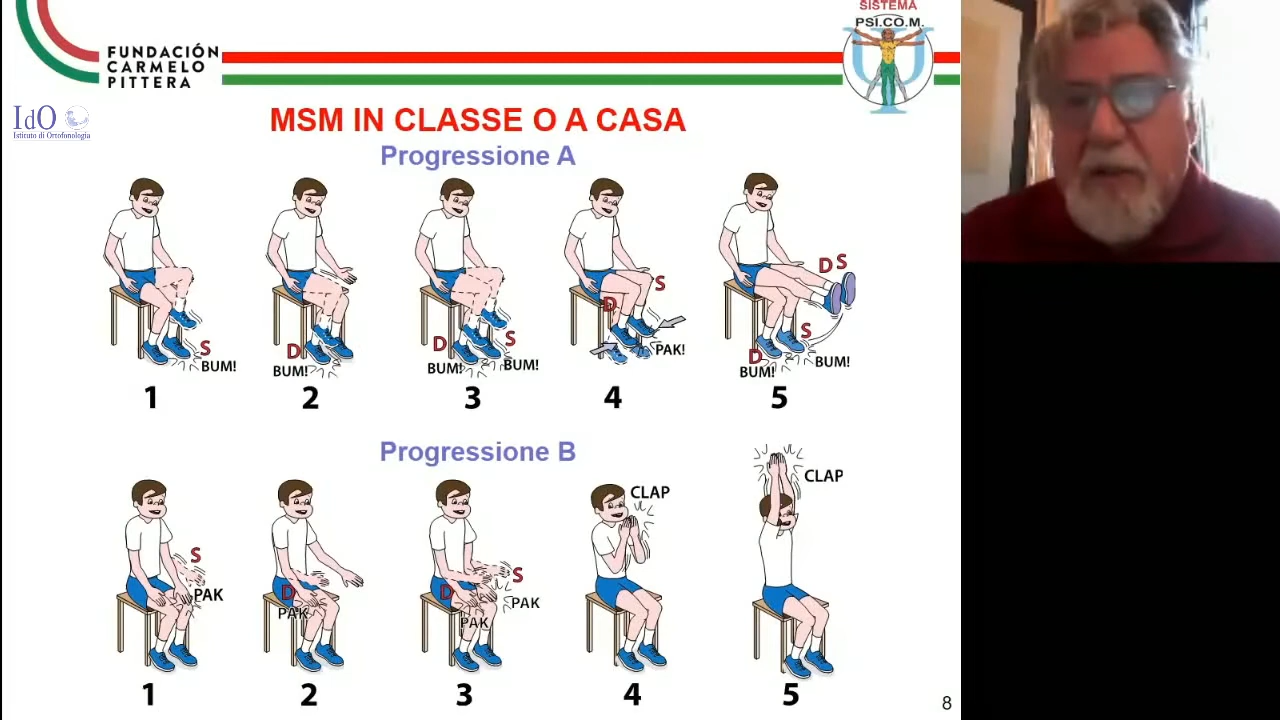 SISTEMA
PSI.CO.M.
FUNDACIÓN
CARMELO
PITTERA
IdO
Istituto di Ortofonologia
MSM IN CLASSE O A CASA
Progressione A
S
BUM!
1
D
BUM!
2
D
S
BUM!
BUM!
3
S
D
PAK!
4
D S
S
D
BUM!
BUM!
5
Progressione B
S
PAK
1
D
PAK
2
S
D
PAK
PAK
3
CLAP
4
CLAP
5
8